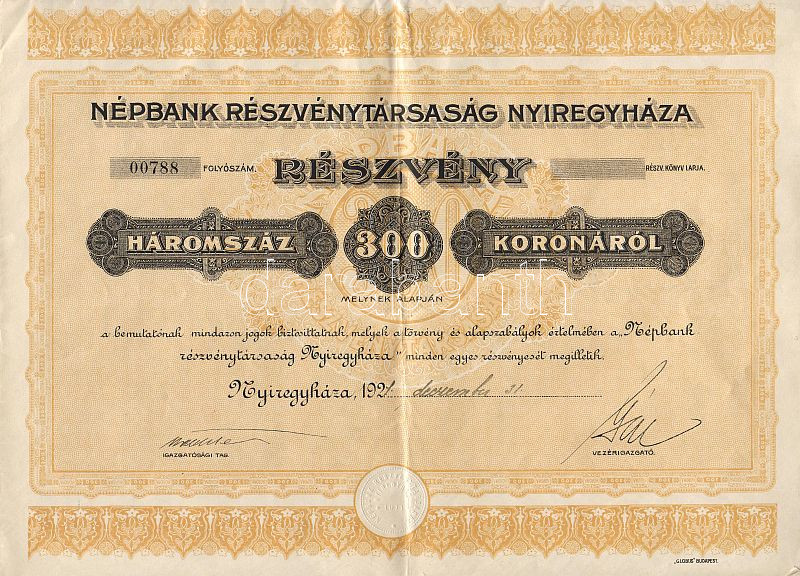 NÉPBANK RÉSZVÉNYTÁRSASÁG NYIREGYHÁZA
00788 FOLYÓSZÁM. RÉSZVÉNY RÉSZV. KÖNYV LAPJA.
HÁROMSZÁZ 300 KORONÁRÓL
MELYNEK ALAPJÁN
a bemutatónak mindazon jogok biztosittatnak, melyek a törvény és alapszabályok értelmében a „Népbank
részvénytársaság Nyiregyháza" minden egyes részvényesét megilletik.
Nyiregyháza, 1921 december 31
IGAZGATÓSÁGI TAG. VEZÉRIGAZGATÓ.
„GLOBUS" BUDAPEST.